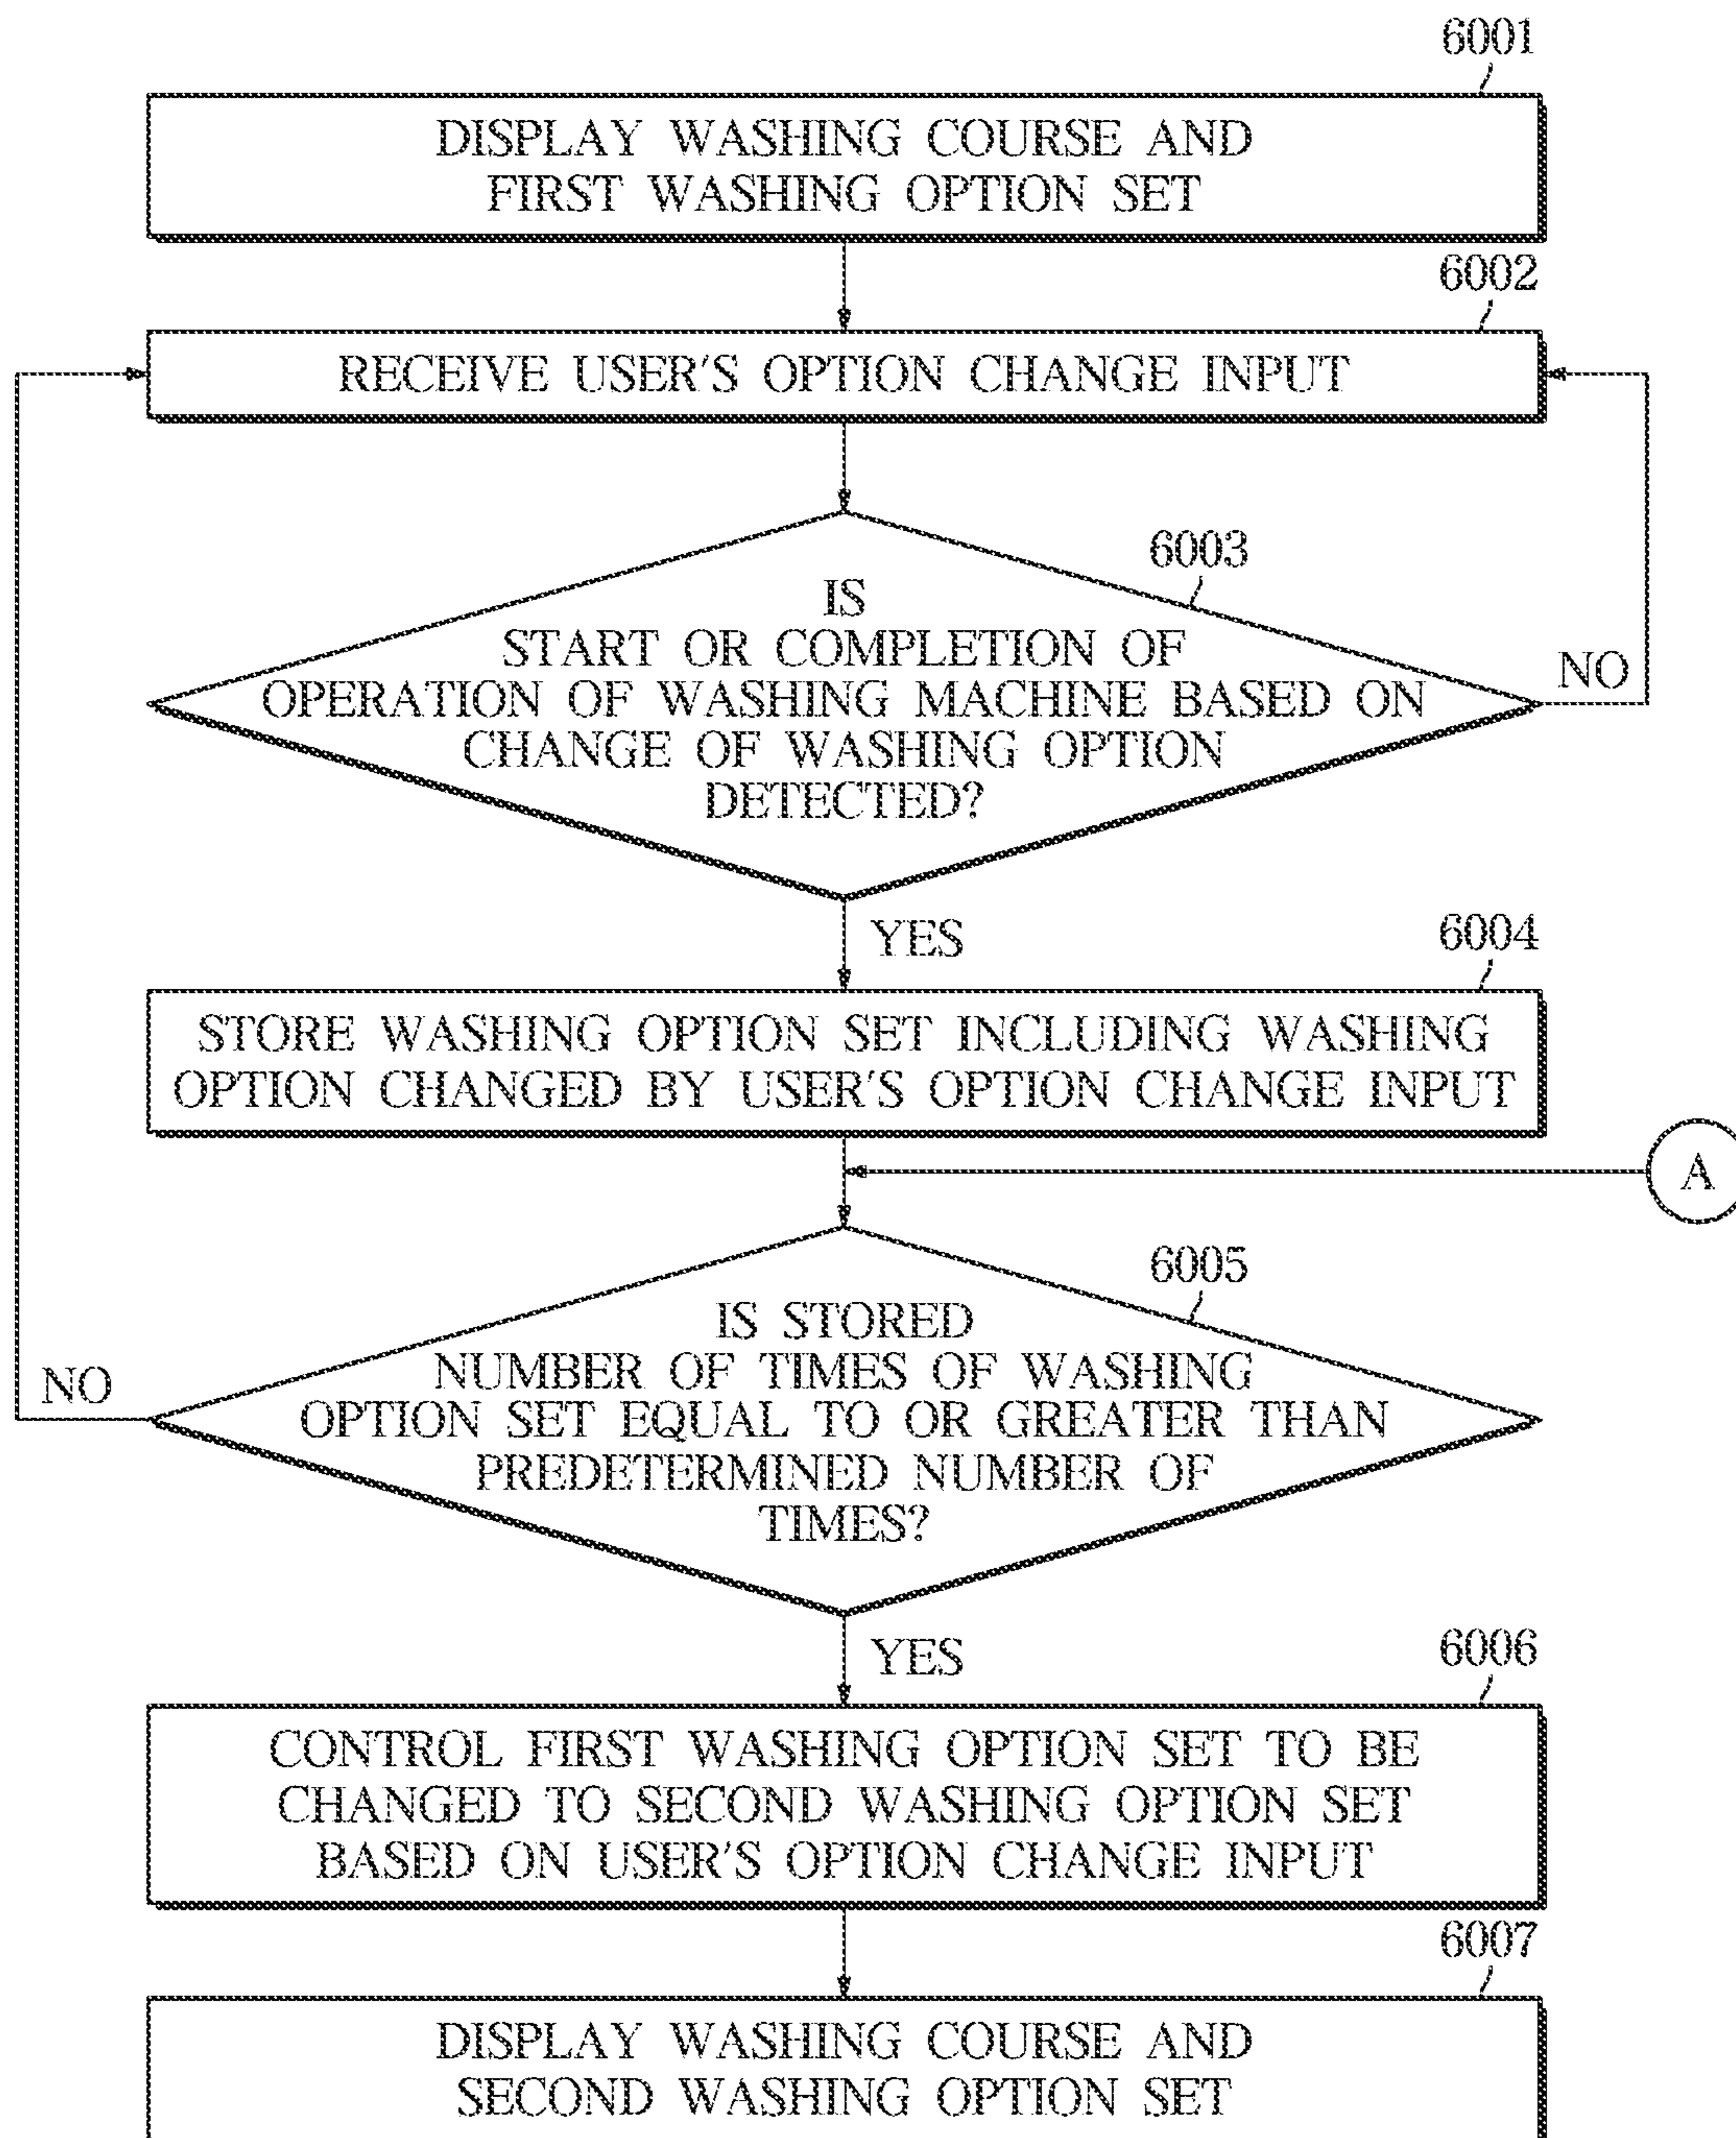 6001
DISPLAY WASHING COURSE AND
FIRST WASHING OPTION SET
6002
RECEIVE USER'S OPTION CHANGE INPUT
6003
IS
START OR COMPLETION OF
OPERATION OF WASHING MACHINE BASED ON
CHANGE OF WASHING OPTION
DETECTED?
NO
YES
6004
STORE WASHING OPTION SET INCLUDING WASHING
OPTION CHANGED BY USER'S OPTION CHANGE INPUT
A
6005
IS STORED
NUMBER OF TIMES OF WASHING
OPTION SET EQUAL TO OR GREATER THAN
PREDETERMINED NUMBER OF
TIMES?
NO
YES
6006
CONTROL FIRST WASHING OPTION SET TO BE
CHANGED TO SECOND WASHING OPTION SET
BASED ON USER'S OPTION CHANGE INPUT
6007
DISPLAY WASHING COURSE AND
SECOND WASHING OPTION SET